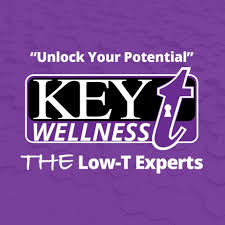 “Unlock Your Potential”
KEY t
WELLNESS
THE Low-T Experts